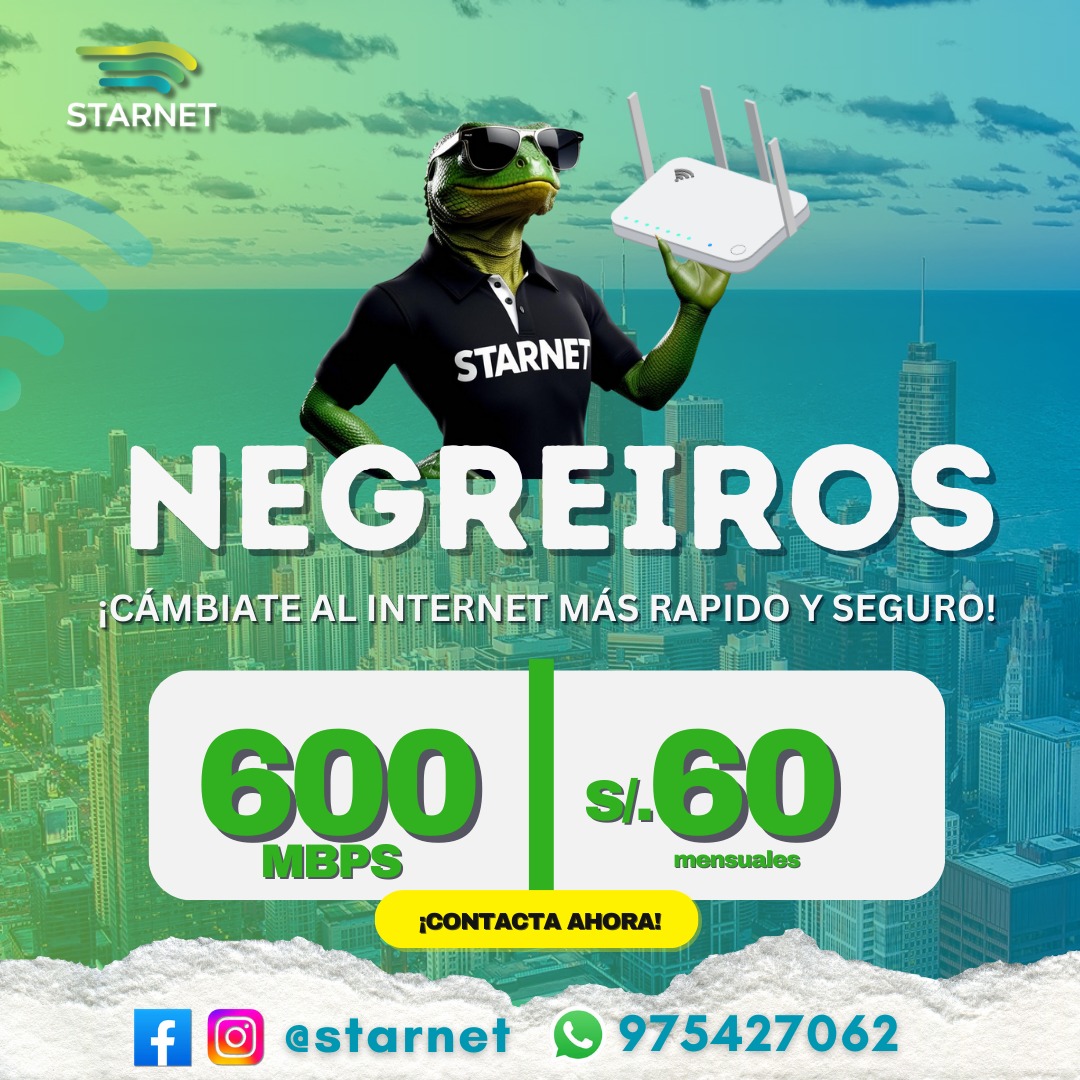 STARNET
STARNET
NEGREIROS
¡CÁMBIATE AL INTERNET MÁS RAPIDO Y SEGURO!
600
MBPS
S/.60
mensuales
¡CONTACTA AHORA!
@starnet 975427062